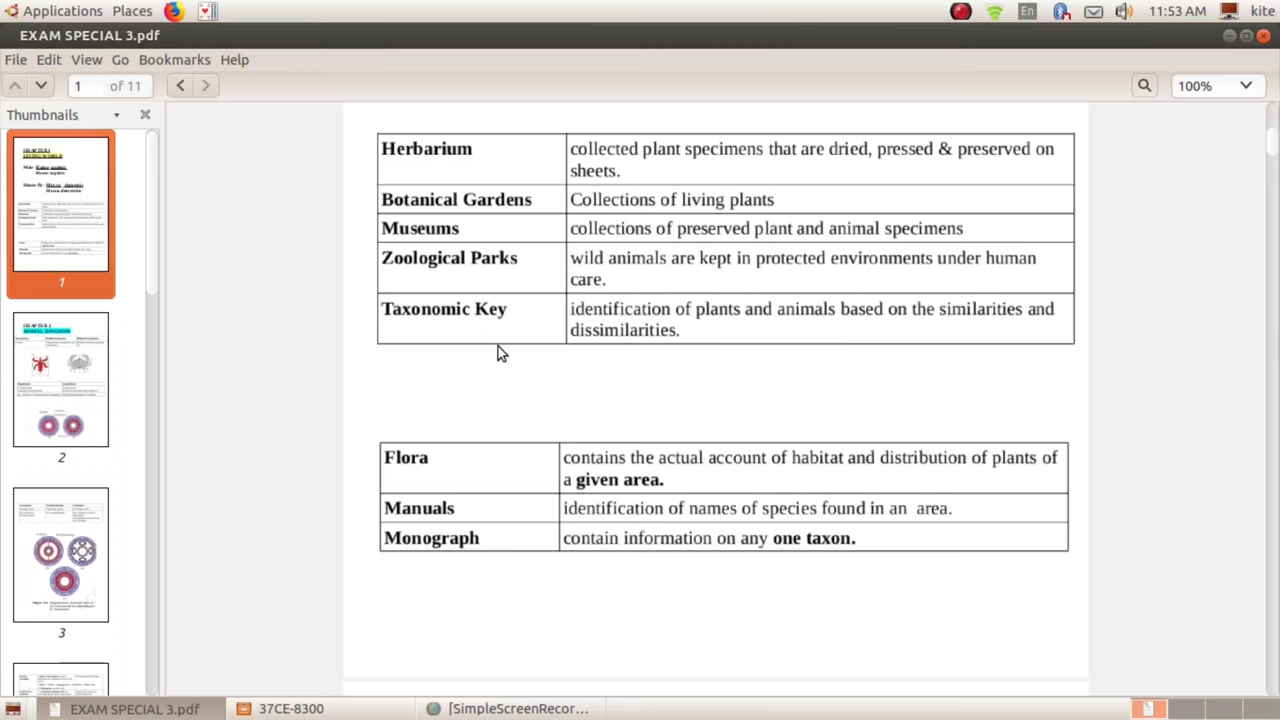 Applications Places En 11:53 AM kite
EXAM SPECIAL 3.pdf
File Edit View Go Bookmarks Help
1 of 11 100%
Thumbnails
1
2
3
Herbarium collected plant specimens that are dried, pressed & preserved on
sheets.
Botanical Gardens Collections of living plants
Museums collections of preserved plant and animal specimens
Zoological Parks wild animals are kept in protected environments under human
care.
Taxonomic Key identification of plants and animals based on the similarities and
dissimilarities.
Flora contains the actual account of habitat and distribution of plants of
a given area.
Manuals identification of names of species found in an area.
Monograph contain information on any one taxon.
EXAM SPECIAL 3.pdf 37CE-8300 [SimpleScreenRecor...